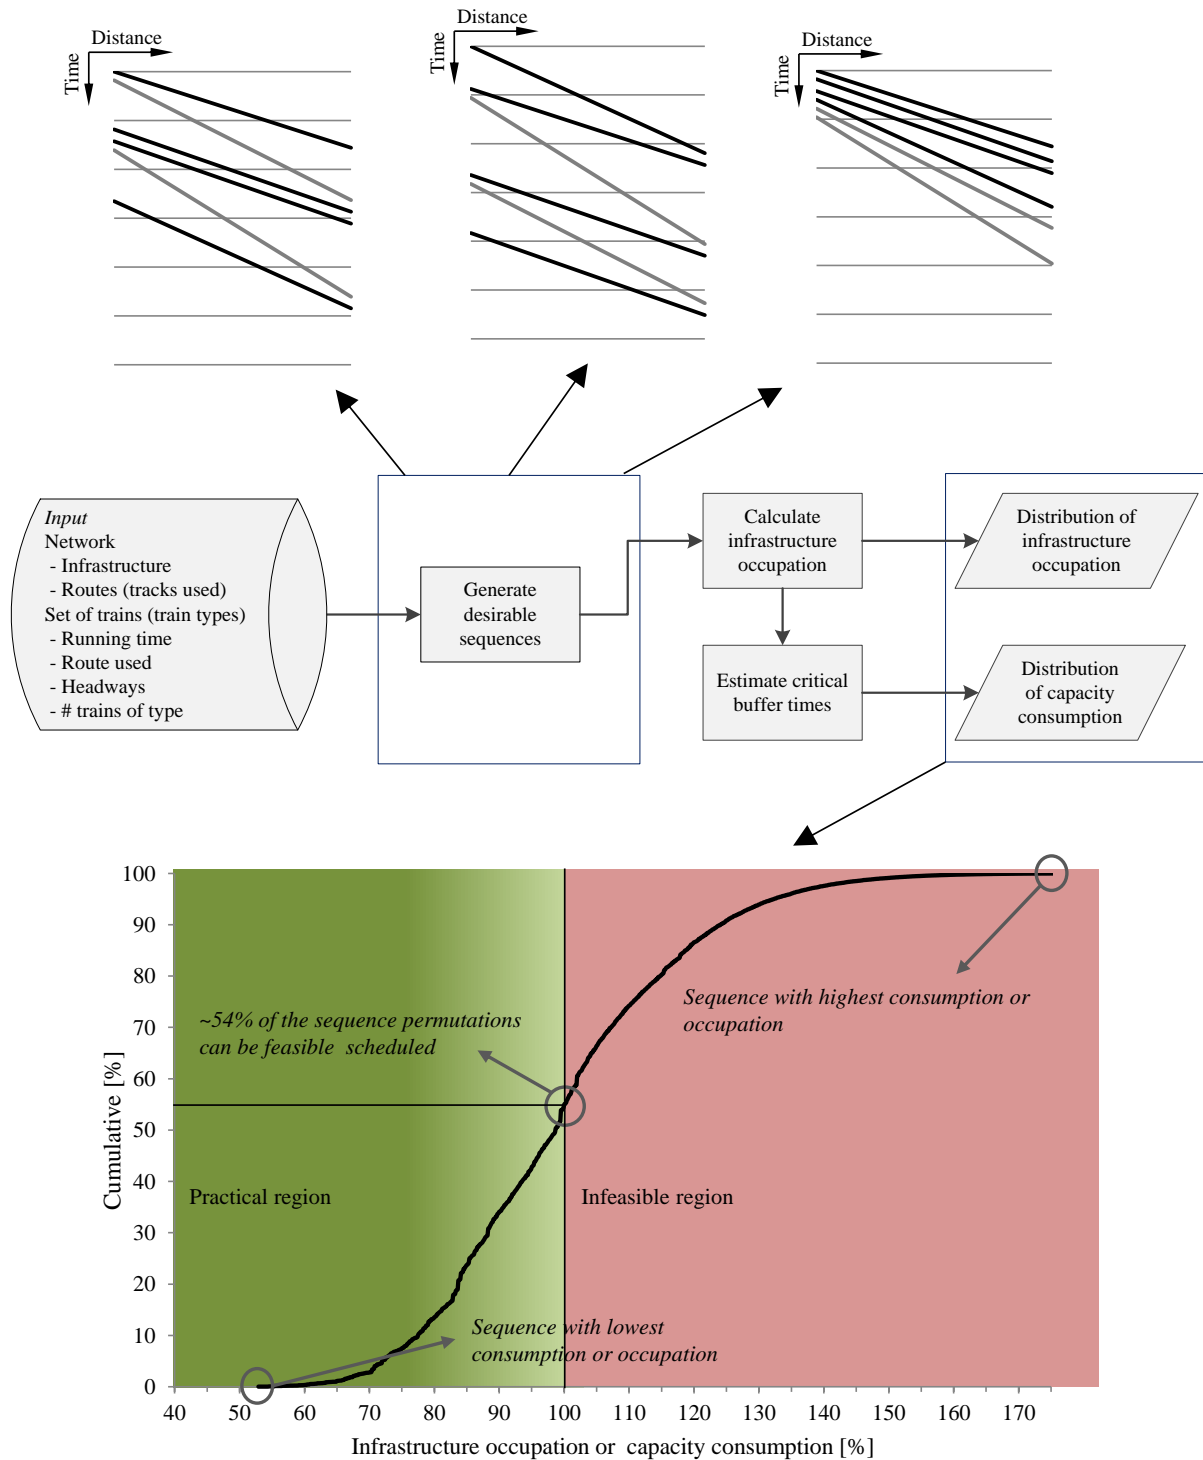 Distance
Time
Distance
Time
Distance
Time
Input
Network
- Infrastructure
- Routes (tracks used)
Set of trains (train types)
- Running time
- Route used
- Headways
- # trains of type
Generate
desirable
sequences
Calculate
infrastructure
occupation
Estimate critical
buffer times
Distribution of
infrastructure
occupation
Distribution
of capacity
consumption
Cumulative [%]
100
90
80
70
60
50
40
30
20
10
0
~54% of the sequence permutations
can be feasible  scheduled
Sequence with highest consumption or
occupation
Practical region
Infeasible region
Sequence with lowest
consumption or occupation
40 50 60 70 80 90 100 110 120 130 140 150 160 170
Infrastructure occupation or  capacity consumption [%]